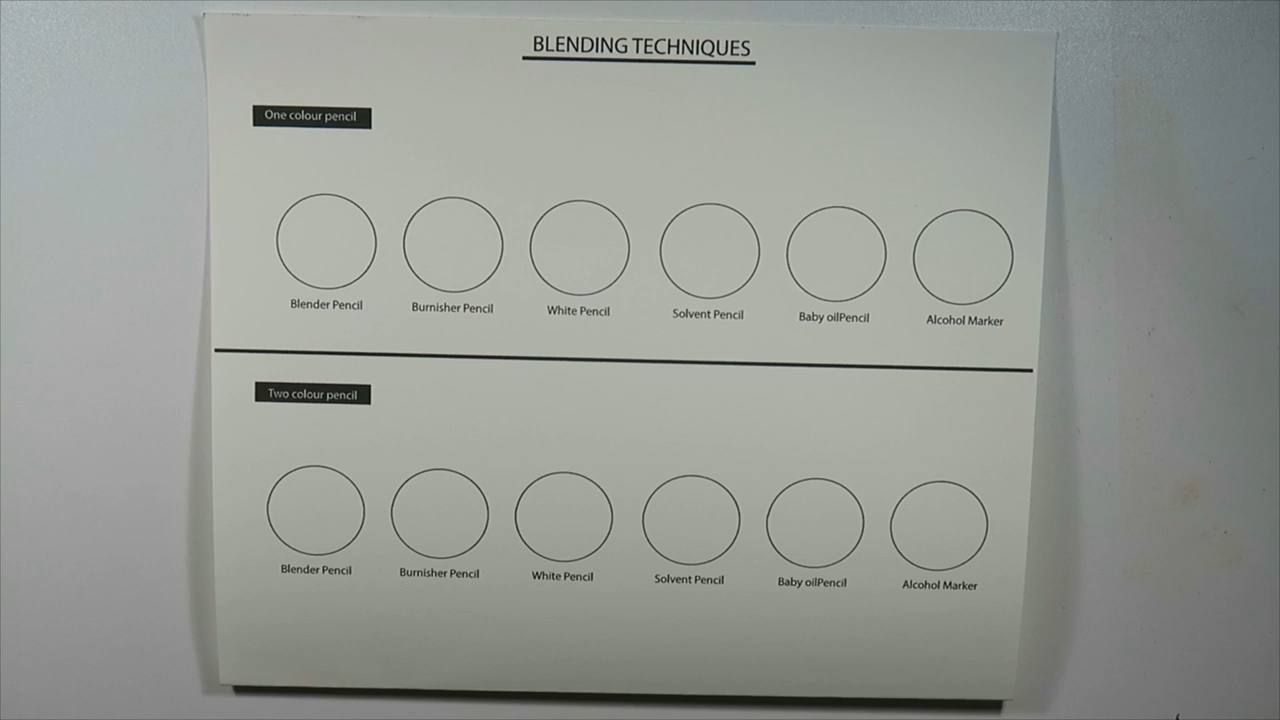 BLENDING TECHNIQUES
One colour pencil
Blender Pencil Burnisher Pencil White Pencil Solvent Pencil Baby oilPencil Alcohol Marker
Two colour pencil
Blender Pencil Burnisher Pencil White Pencil Solvent Pencil Baby oilPencil Alcohol Marker